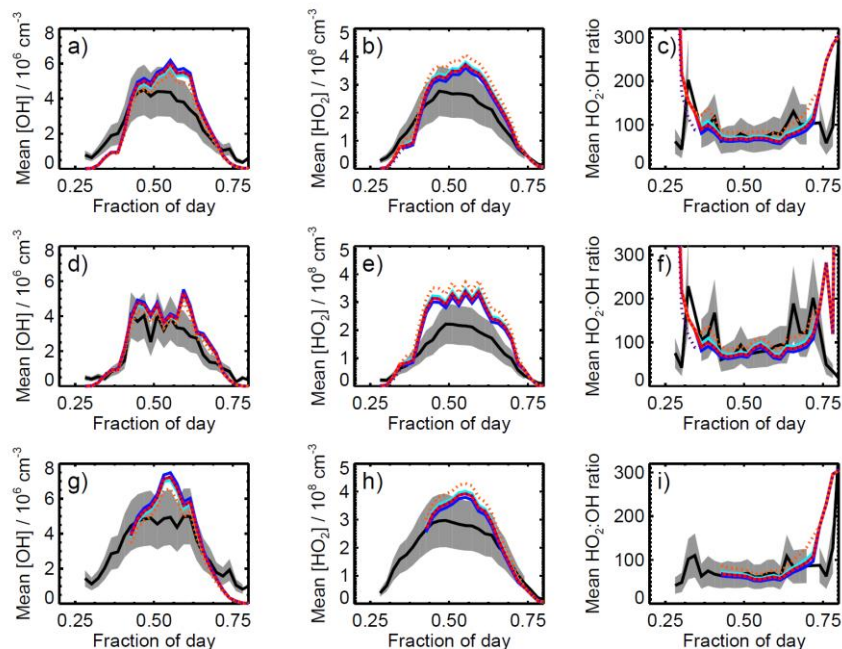 a)
Mean [OH] / 10⁶ cm⁻³
8
6
4
2
0
0.25 0.50 0.75
Fraction of day
b)
Mean [HO₂] / 10⁸ cm⁻³
5
4
3
2
1
0
0.25 0.50 0.75
Fraction of day
c)
Mean HO₂:OH ratio
300
200
100
0
0.25 0.50 0.75
Fraction of day
d)
Mean [OH] / 10⁶ cm⁻³
8
6
4
2
0
0.25 0.50 0.75
Fraction of day
e)
Mean [HO₂] / 10⁸ cm⁻³
5
4
3
2
1
0
0.25 0.50 0.75
Fraction of day
f)
Mean HO₂:OH ratio
300
200
100
0
0.25 0.50 0.75
Fraction of day
g)
Mean [OH] / 10⁶ cm⁻³
8
6
4
2
0
0.25 0.50 0.75
Fraction of day
h)
Mean [HO₂] / 10⁸ cm⁻³
5
4
3
2
1
0
0.25 0.50 0.75
Fraction of day
i)
Mean HO₂:OH ratio
300
200
100
0
0.25 0.50 0.75
Fraction of day